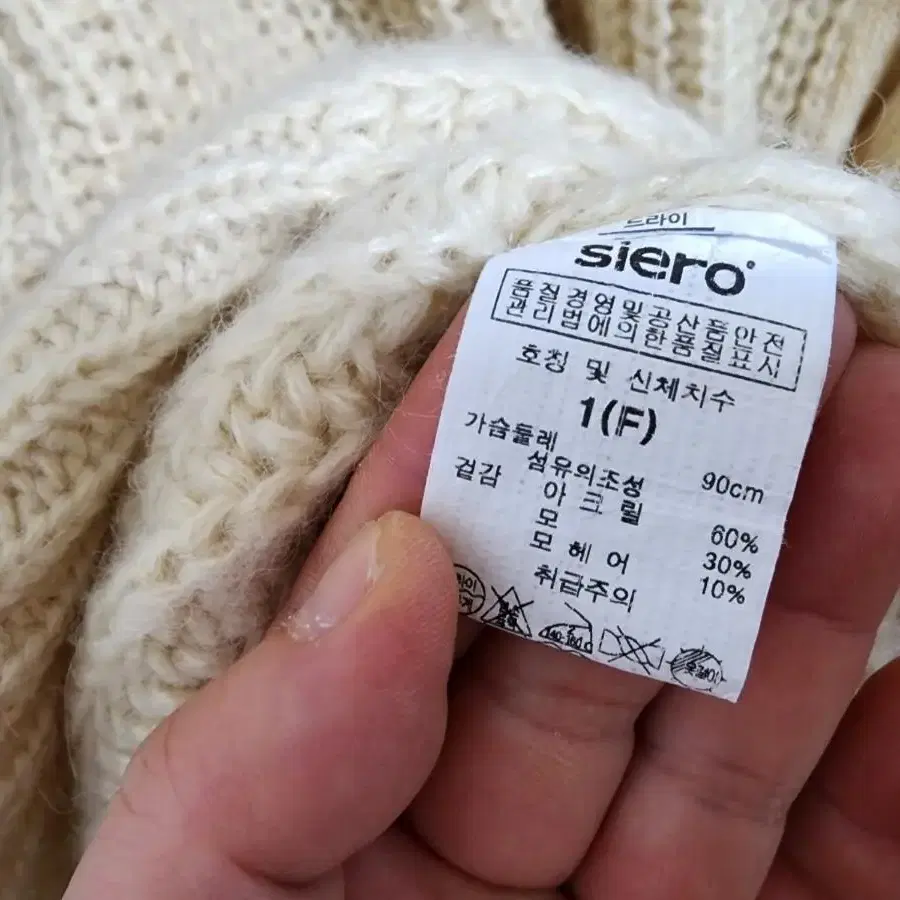 드라이
siero
품질경영및공산품안전
관리법에의한품질표시
호칭 및 신체치수
1(F)
가슴둘레 90cm
섬유의조성
겉감 아크릴 60%
모 30%
모헤어 10%
취급주의
옷걸이